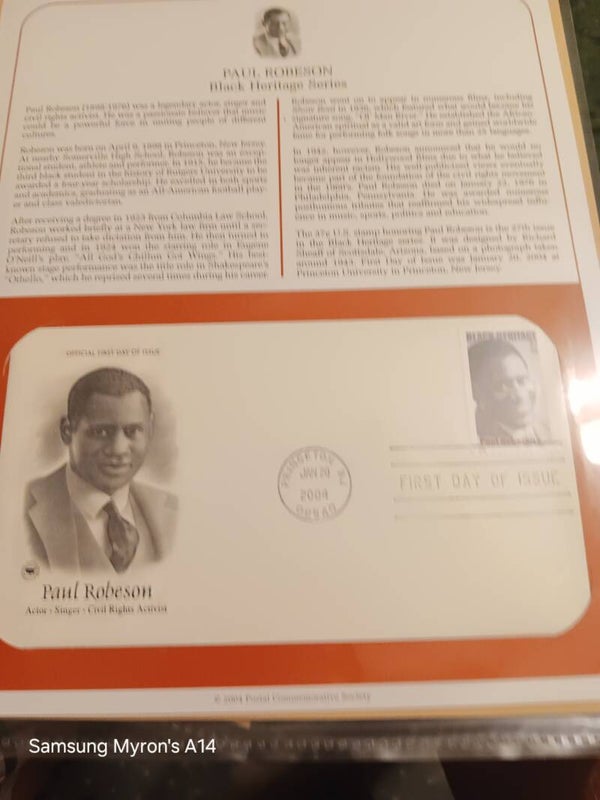 PAUL ROBESON
Black Heritage Series
Paul Robeson (1898-1976) was a legendary actor, singer and
civil rights activist. He was a passionate believer that music
could be a powerful force in uniting people of different
cultures.
Robeson was born on April 9, 1898 in Princeton, New Jersey.
At nearby Somerville High School, Robeson was an excep-
tional student, athlete and performer. In 1915, he became the
third black student in the history of Rutgers University to be
awarded a four-year scholarship. He excelled in both sports
and academics, graduating as an All-American football play-
er and class valedictorian.
After receiving a degree in 1923 from Columbia Law School,
Robeson worked briefly at a New York law firm until a sec-
retary refused to take dictation from him. He then turned to
performing and in 1924 won the starring role in Eugene
O'Neill's play, "All God's Chillun Got Wings." His best-
known stage performance was the title role in Shakespeare's
"Othello," which he reprised several times during his career.
Robeson went on to appear in numerous films, including
Show Boat in 1936, which featured what would become his
signature song, "Ol' Man River." He established the African-
American spiritual as a valid art form and gained worldwide
fame for performing folk songs in more than 25 languages.
In 1942, however, Robeson announced that he would no
longer appear in Hollywood films due to what he believed
was inherent racism. He
became part of the foundation of the civil rights movement
in the 1960's. Paul Robeson died on January 23, 1976 in
Philadelphia, Pennsylvania. He was awarded numerous
posthumous tributes that reaffirmed his widespread influ-
ence in music, sports, politics and education.
The 37¢ U.S. stamp honoring Paul Robeson is the 27th issue
in the Black Heritage series. It was designed by Richard
Sheaff of Scottsdale, Arizona, based on a photograph taken
around 1943. First Day of Issue was January 20, 2004 at
Princeton University in Princeton, New Jersey.
OFFICIAL FIRST DAY OF ISSUE
BLACK HERITAGE
Paul Robeson
PRINCETON NJ
JAN 20
2004
08540
FIRST DAY OF ISSUE
Paul Robeson
Actor - Singer - Civil Rights Activist
© 2004 Postal Commemorative Society
Samsung Myron's A14